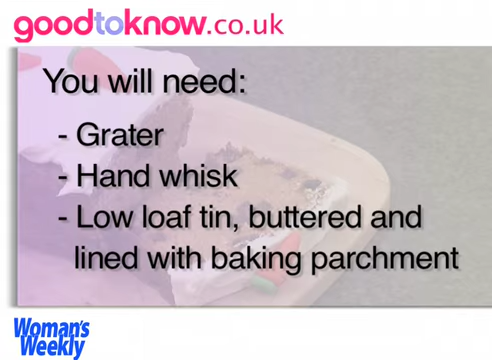 goodtoknow.co.uk
You will need:
- Grater
- Hand whisk
- Low loaf tin, buttered and
lined with baking parchment
Woman's
Weekly